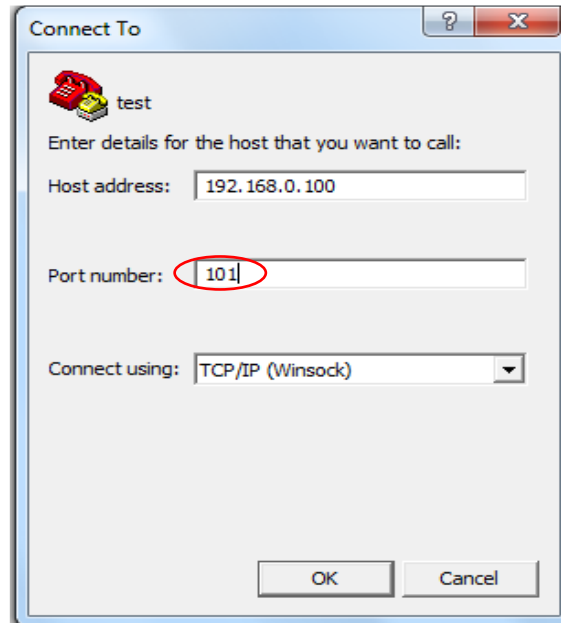 Connect To
test
Enter details for the host that you want to call:
Host address: 192.168.0.100
Port number: 101
Connect using: TCP/IP (Winsock)
OK Cancel